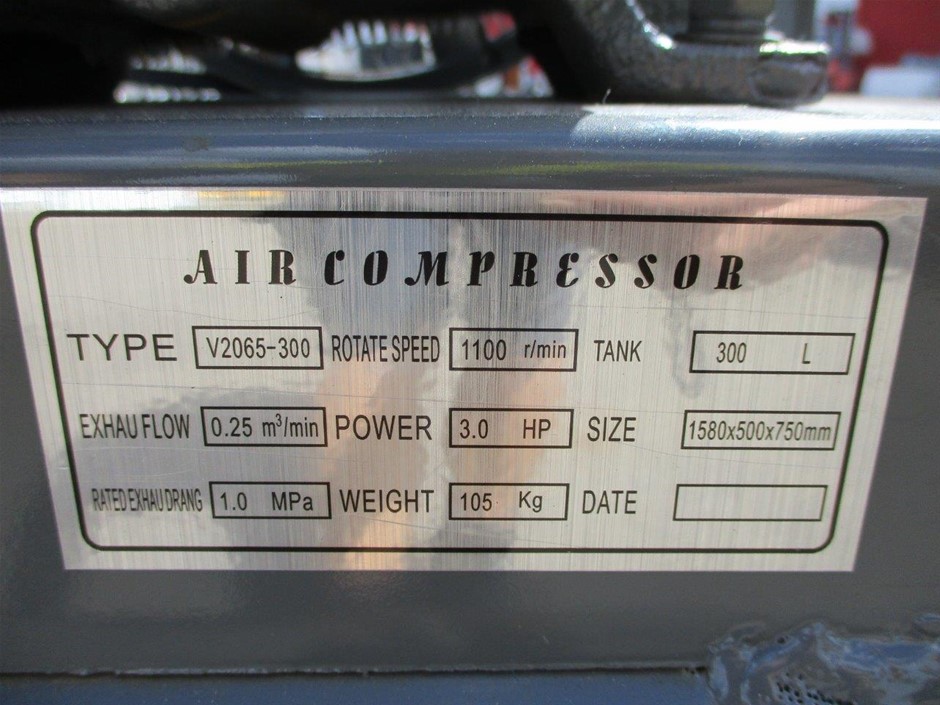 AIR COMPRESSOR
TYPE V2065-300 ROTATE SPEED 1100 r/min TANK 300 L
EXHAU FLOW 0.25 m³/min POWER 3.0 HP SIZE 1580x500x750mm
RATED EXHAU DRANG 1.0 MPa WEIGHT 105 Kg DATE